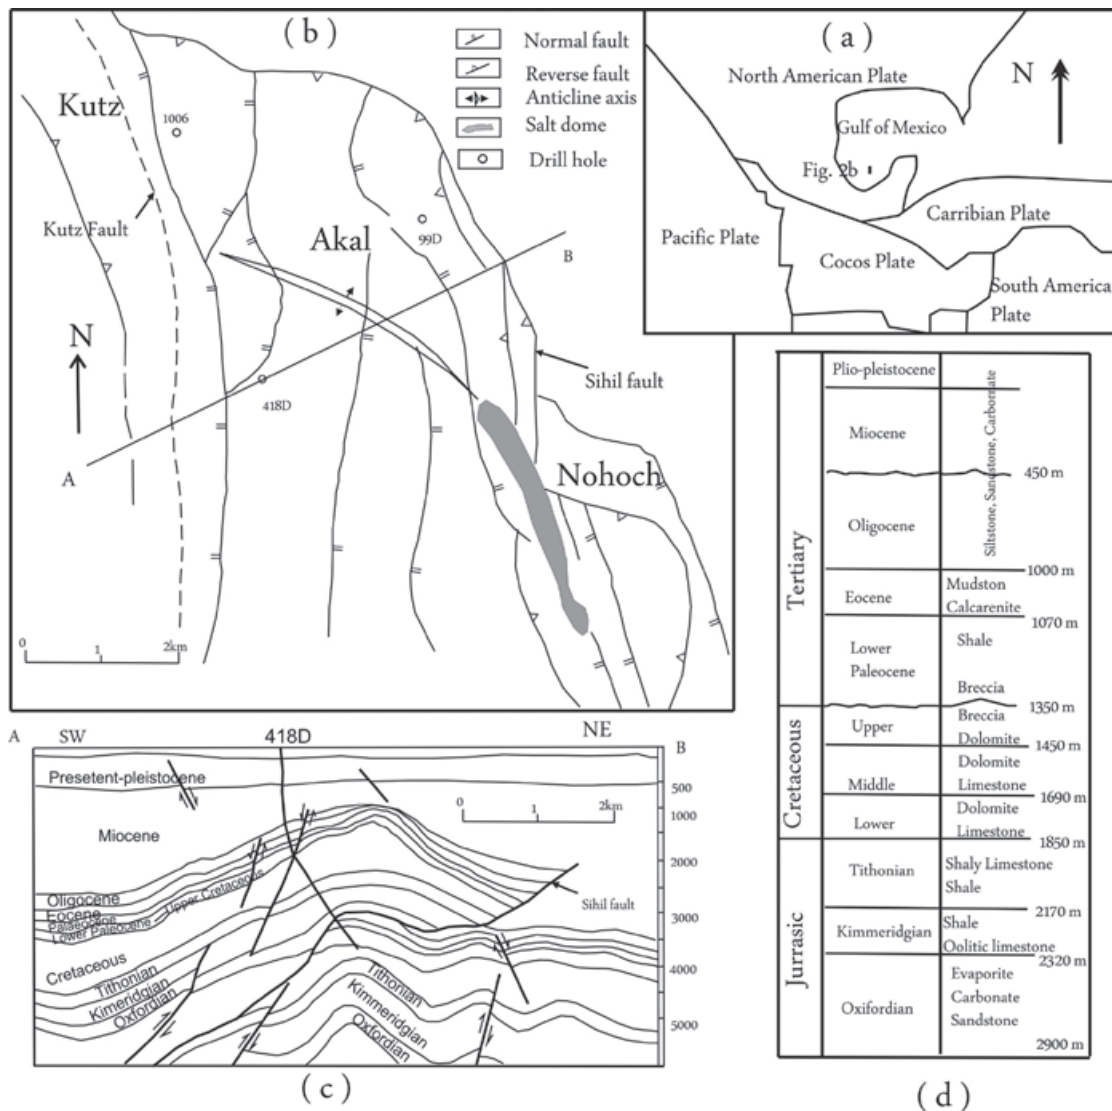 ( b )
Normal fault
Reverse fault
Anticline axis
Salt dome
Drill hole
Kutz
1006
Kutz Fault
Akal
99D
B
N
418D
A
Sihil fault
Nohoch
0
1
2km
( a )
North American Plate
N
Gulf of Mexico
Fig. 2b
Carribian Plate
Pacific Plate
Cocos Plate
South America
Plate
A
SW
418D
NE
B
Presetent-pleistocene
500
0
1
2km
1000
Miocene
2000
Oligocene
Eocene
Palaeocene
Lower Paleocene
Upper Cretaceous
Sihil fault
3000
Cretaceous
4000
Tithonian
Kimeridgian
Oxfordian
Tithonian
Kimmeridgian
Oxfordian
5000
( c )
Tertiary
Plio-pleistocene
Miocene
Siltstone, Sandstone, Carbornate
450 m
Oligocene
1000 m
Eocene
Mudston
Calcarenite
1070 m
Lower
Paleocene
Shale
Breccia
1350 m
Cretaceous
Upper
Breccia
Dolomite
1450 m
Middle
Dolomite
Limestone
1690 m
Lower
Dolomite
Limestone
1850 m
Jurrasic
Tithonian
Shaly Limestone
Shale
2170 m
Kimmeridgian
Shale
Oolitic limestone
2320 m
Oxifordian
Evaporite
Carbonate
Sandstone
2900 m
( d )